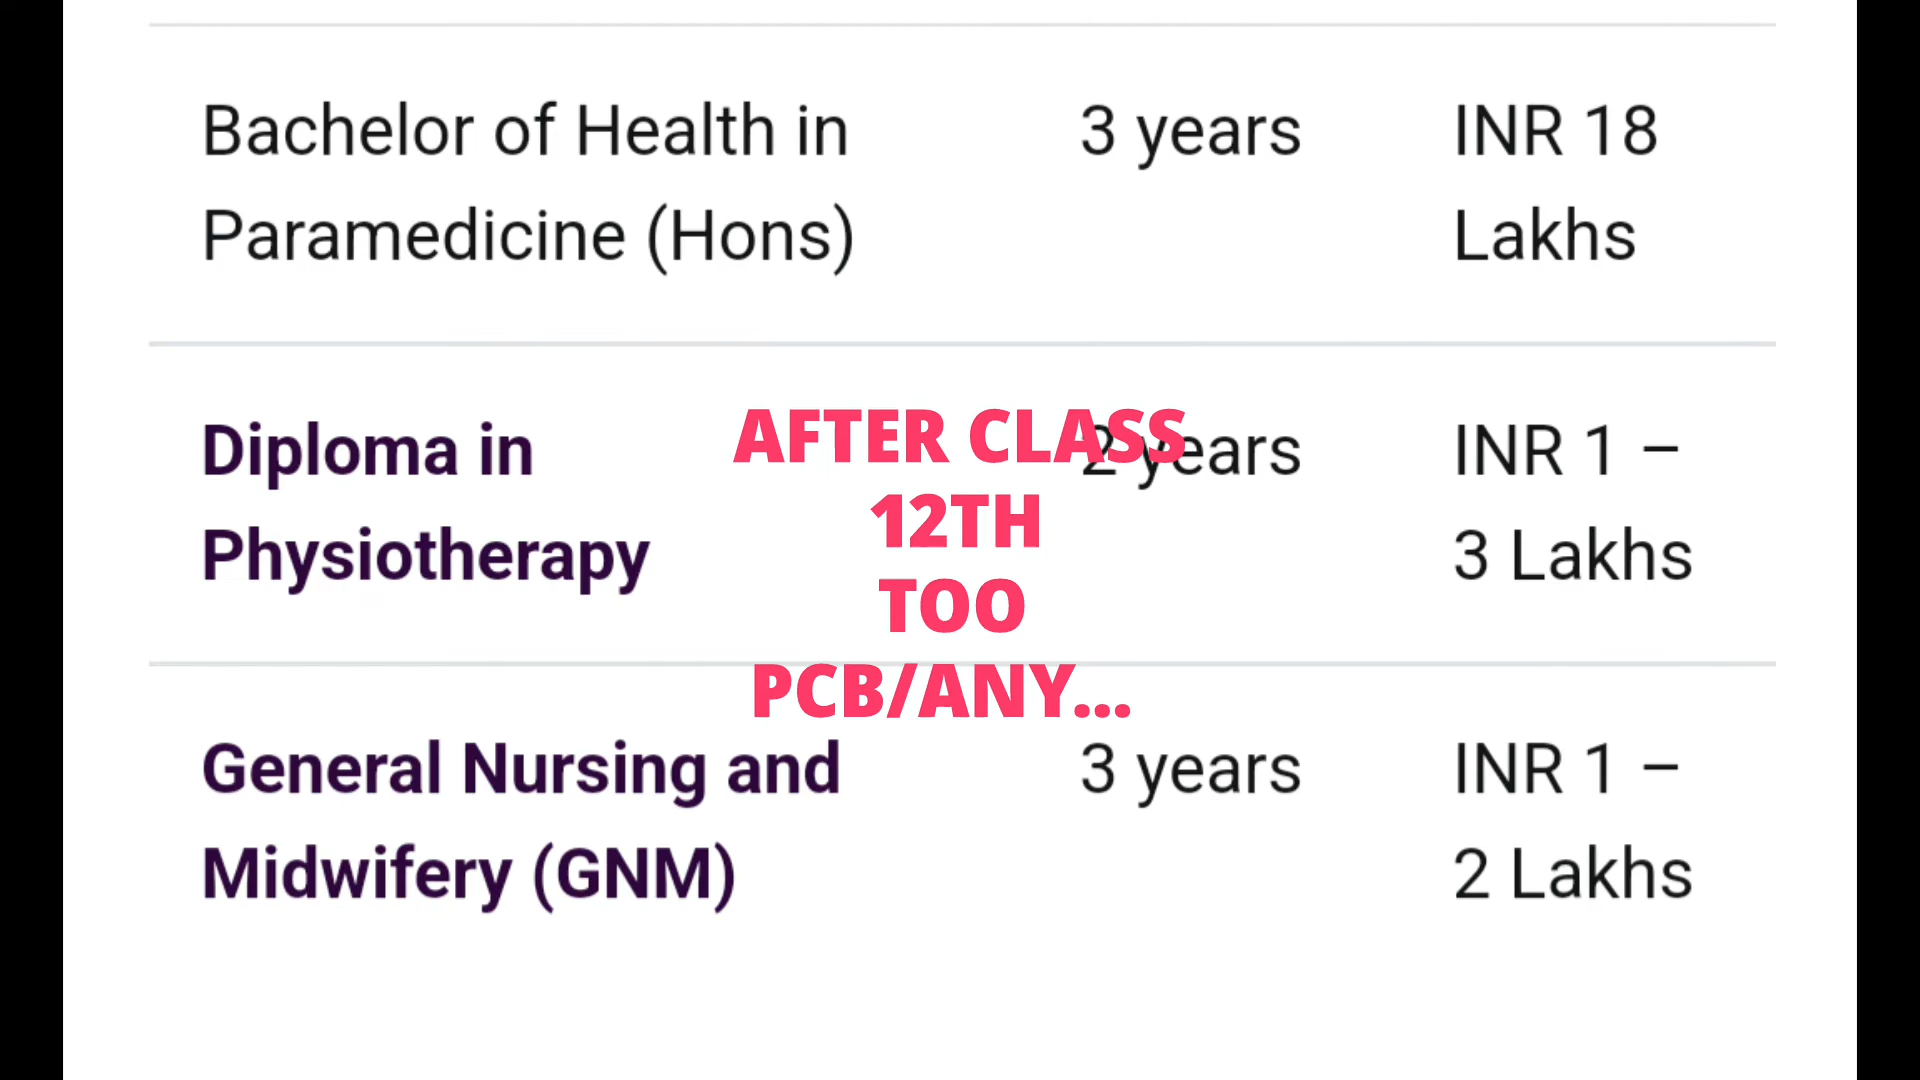 Bachelor of Health in 3 years INR 18
Paramedicine (Hons) Lakhs
Diploma in 2 years INR 1 –
Physiotherapy 3 Lakhs
General Nursing and 3 years INR 1 –
Midwifery (GNM) 2 Lakhs
AFTER CLASS
12TH
TOO
PCB/ANY...